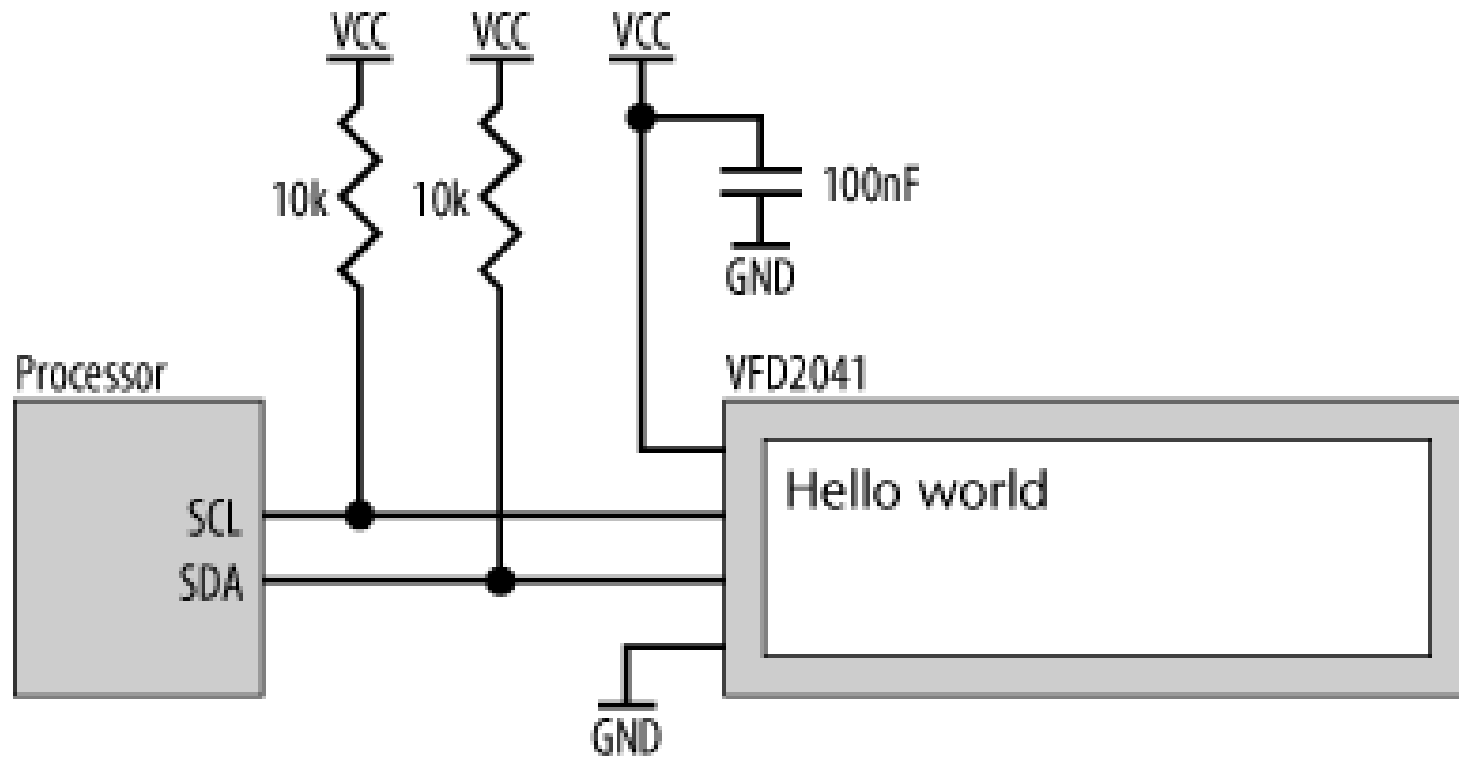 VCC VCC VCC
10k 10k 100nF
GND
Processor VFD2041
Hello world
SCL
SDA
GND